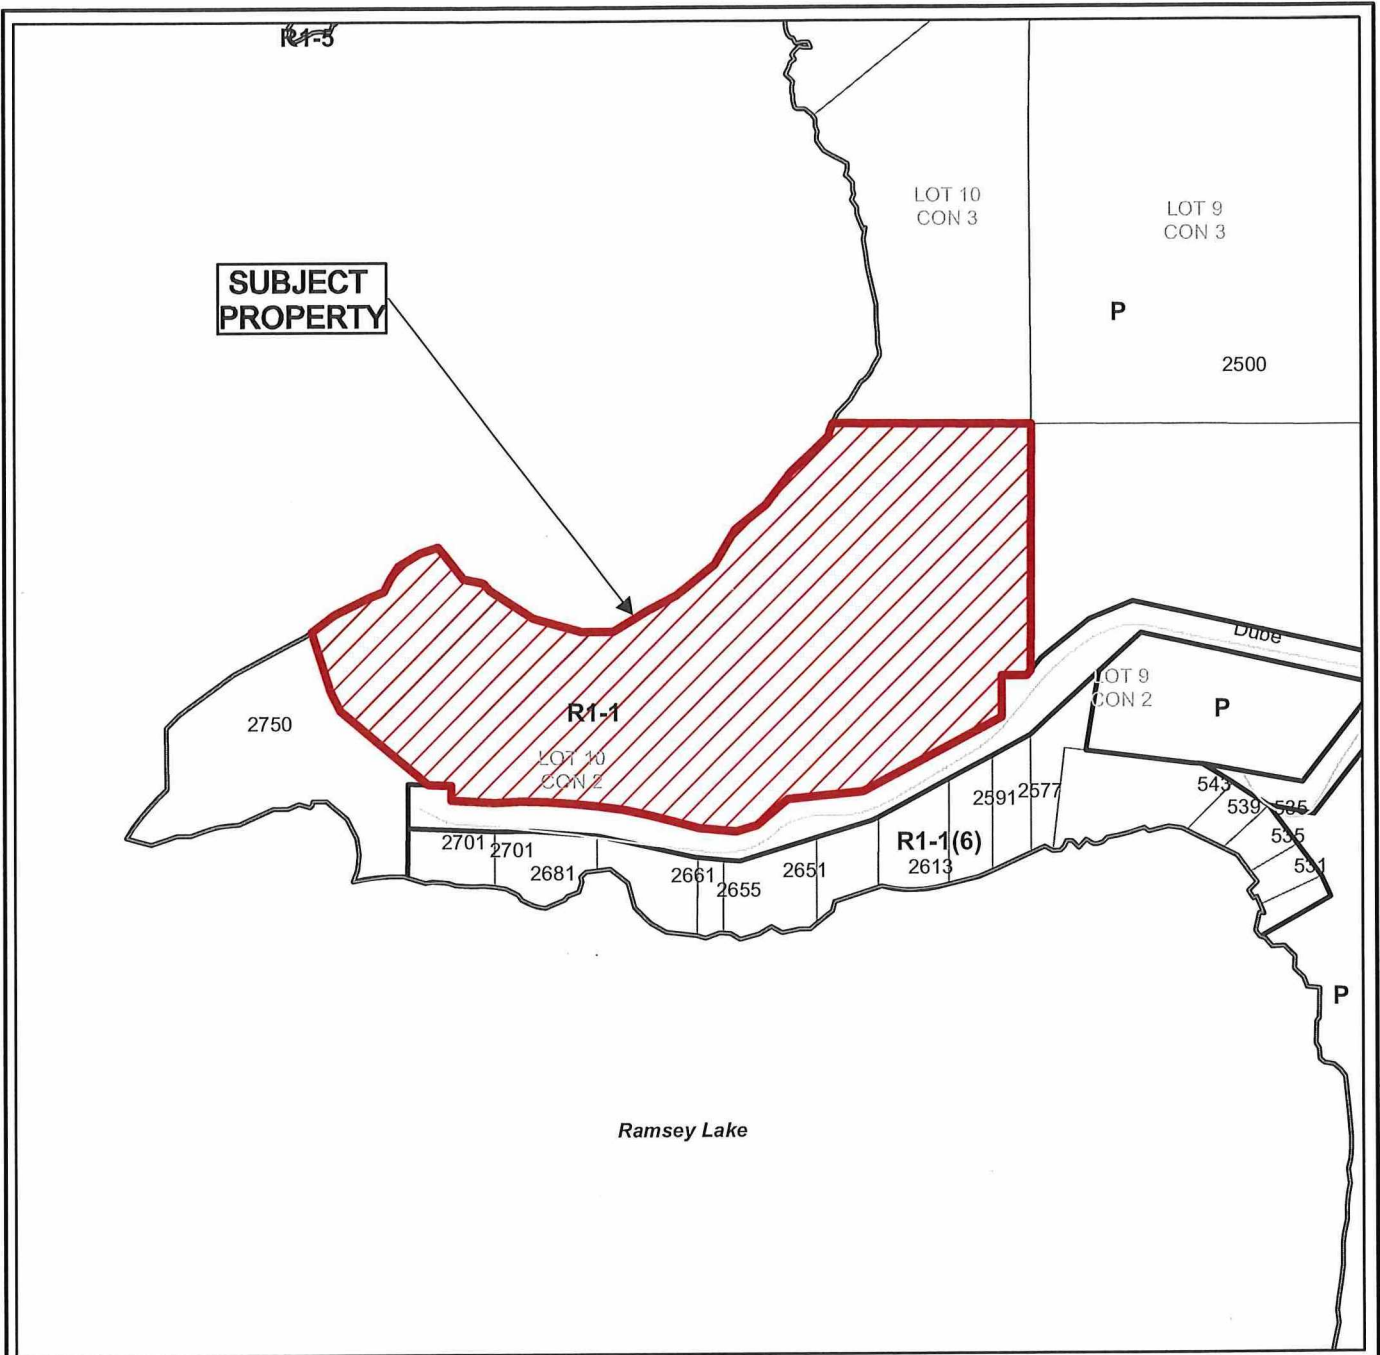 R1-5
LOT 10
CON 3
LOT 9
CON 3
SUBJECT
PROPERTY
P
2500
Dube
LOT 9
CON 2
P
R1-1
2750
LOT 10
CON 2
543
539
535
2591
2577
535
2701
2701
R1-1(6)
531
2681
2661
2651
2613
2655
P
Ramsey Lake